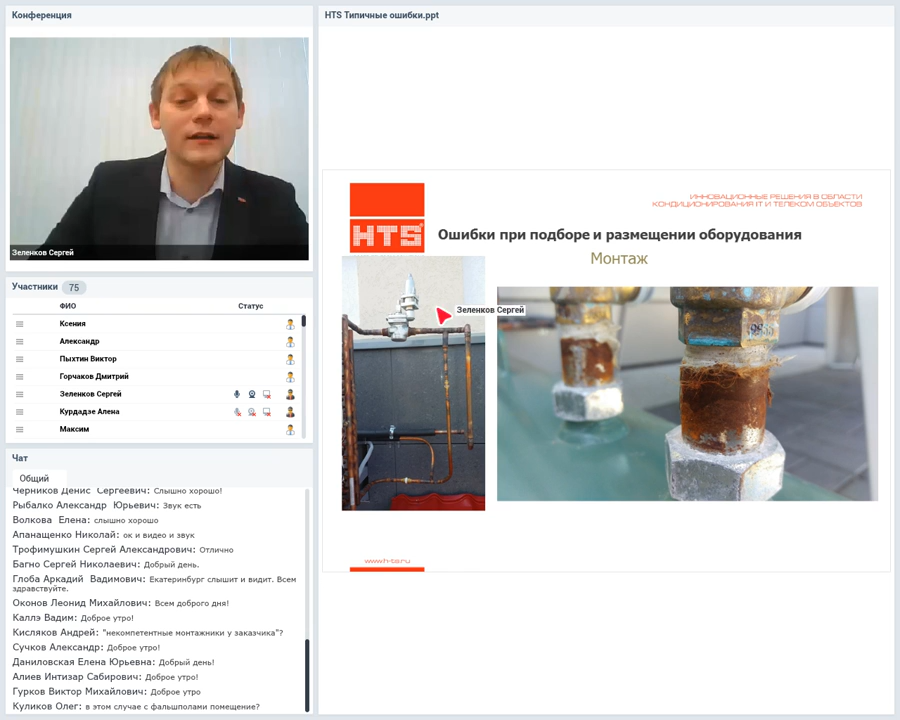 Конференция
Зеленков Сергей
Участники 75
ФИО Статус
Ксения
Александр
Пыхтин Виктор
Горчаков Дмитрий
Зеленков Сергей
Курдадзе Алена
Максим
Чат
Общий
Черников Денис Сергеевич: Слышно хорошо!
Рыбалко Александр Юрьевич: Звук есть
Волкова Елена: слышно хорошо
Апанащенко Николай: ок и видео и звук
Трофимушкин Сергей Александрович: Отлично
Багно Сергей Николаевич: Добрый день.
Глоба Аркадий Вадимович: Екатеринбург слышит и видит. Всем
здравствуйте.
Оконов Леонид Михайлович: Всем доброго дня!
Каллэ Вадим: Доброе утро!
Кисляков Андрей: "некомпетентные монтажники у заказчика"?
Сучков Александр: Доброе утро!
Даниловская Елена Юрьевна: Добрый день!
Алиев Интизар Сабирович: Доброе утро!
Гурков Виктор Михайлович: Доброе утро
Куликов Олег: в этом случае с фальшполами помещение?
HTS Типичные ошибки.ppt
ИННОВАЦИОННЫЕ РЕШЕНИЯ В ОБЛАСТИ
КОНДИЦИОНИРОВАНИЯ IT И ТЕЛЕКОМ ОБЪЕКТОВ
HTS
Ошибки при подборе и размещении оборудования
Монтаж
Зеленков Сергей
www.h-ts.ru